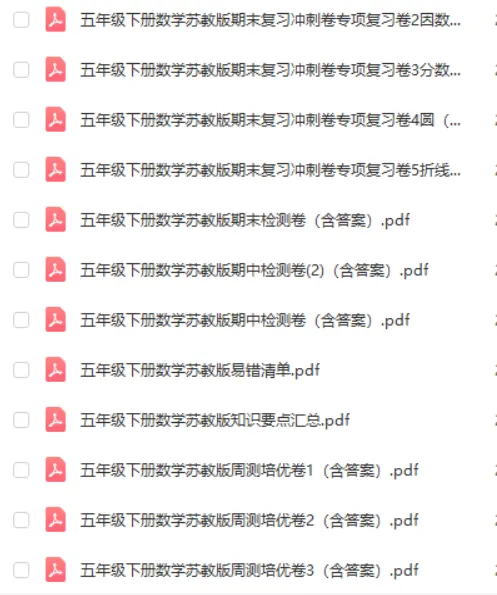 五年级下册数学苏教版期末复习冲刺卷专项复习卷2因数...
五年级下册数学苏教版期末复习冲刺卷专项复习卷3分数...
五年级下册数学苏教版期末复习冲刺卷专项复习卷4圆（...
五年级下册数学苏教版期末复习冲刺卷专项复习卷5折线...
五年级下册数学苏教版期末检测卷（含答案）.pdf
五年级下册数学苏教版期中检测卷(2)（含答案）.pdf
五年级下册数学苏教版期中检测卷（含答案）.pdf
五年级下册数学苏教版易错清单.pdf
五年级下册数学苏教版知识要点汇总.pdf
五年级下册数学苏教版周测培优卷1（含答案）.pdf
五年级下册数学苏教版周测培优卷2（含答案）.pdf
五年级下册数学苏教版周测培优卷3（含答案）.pdf